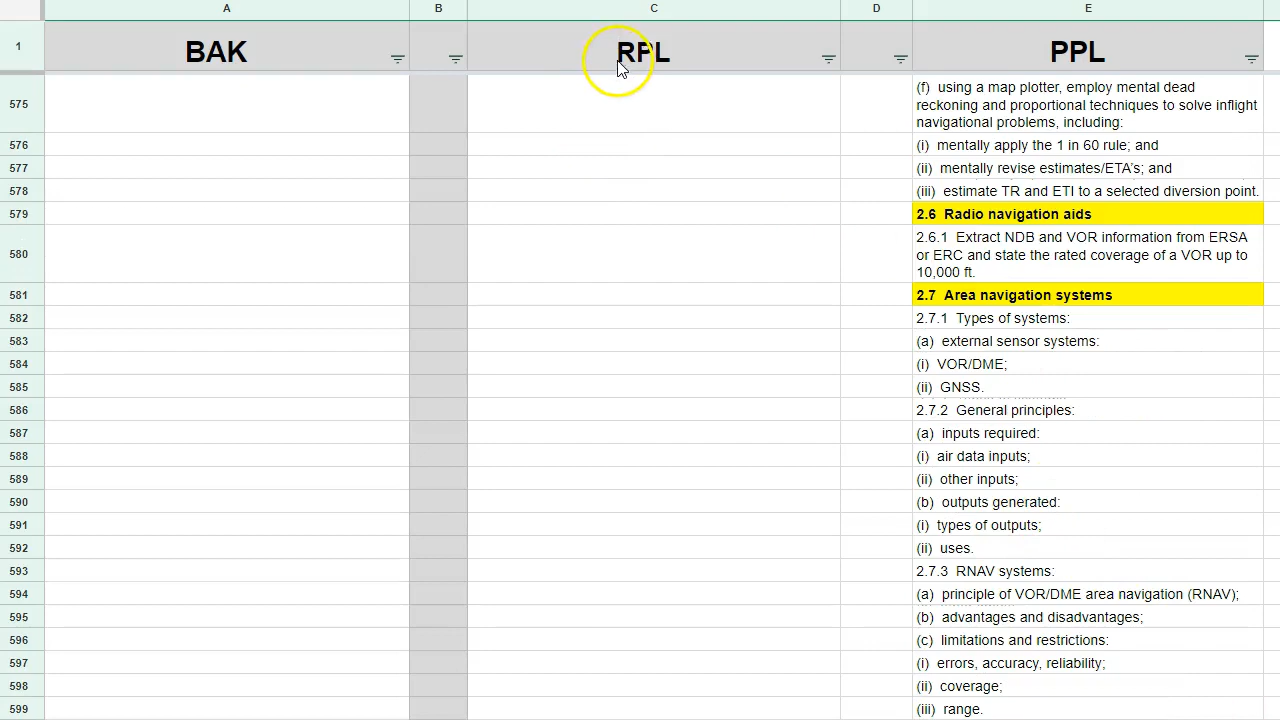 A B C D E
1 BAK RPL PPL
575 (f) using a map plotter, employ mental dead
reckoning and proportional techniques to solve inflight
navigational problems, including:
576 (i) mentally apply the 1 in 60 rule; and
577 (ii) mentally revise estimates/ETA's; and
578 (iii) estimate TR and ETI to a selected diversion point.
579 2.6 Radio navigation aids
580 2.6.1 Extract NDB and VOR information from ERSA
or ERC and state the rated coverage of a VOR up to
10,000 ft.
581 2.7 Area navigation systems
582 2.7.1 Types of systems:
583 (a) external sensor systems:
584 (i) VOR/DME;
585 (ii) GNSS.
586 2.7.2 General principles:
587 (a) inputs required:
588 (i) air data inputs;
589 (ii) other inputs;
590 (b) outputs generated:
591 (i) types of outputs;
592 (ii) uses.
593 2.7.3 RNAV systems:
594 (a) principle of VOR/DME area navigation (RNAV);
595 (b) advantages and disadvantages;
596 (c) limitations and restrictions:
597 (i) errors, accuracy, reliability;
598 (ii) coverage;
599 (iii) range.